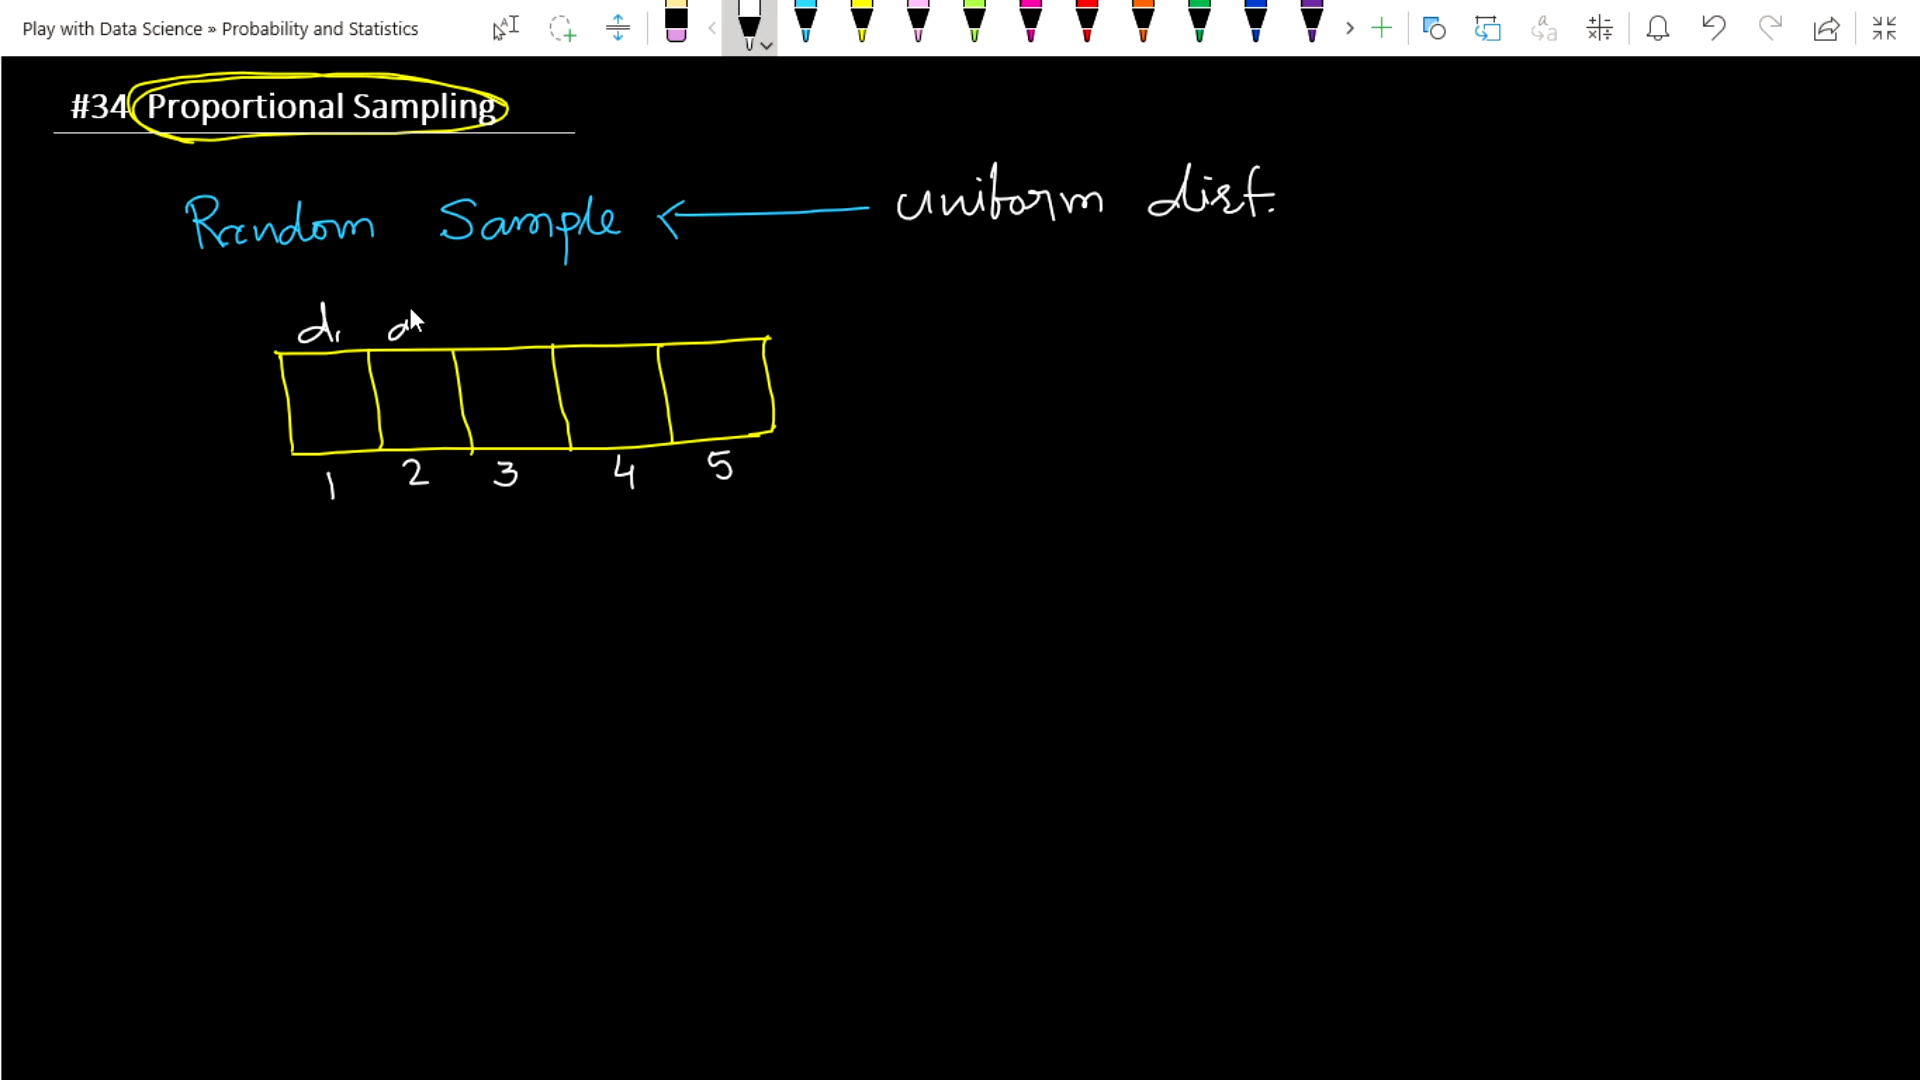 Play with Data Science » Probability and Statistics
#34 Proportional Sampling
Random Sample ← uniform dist.
d₁
1 2 3 4 5